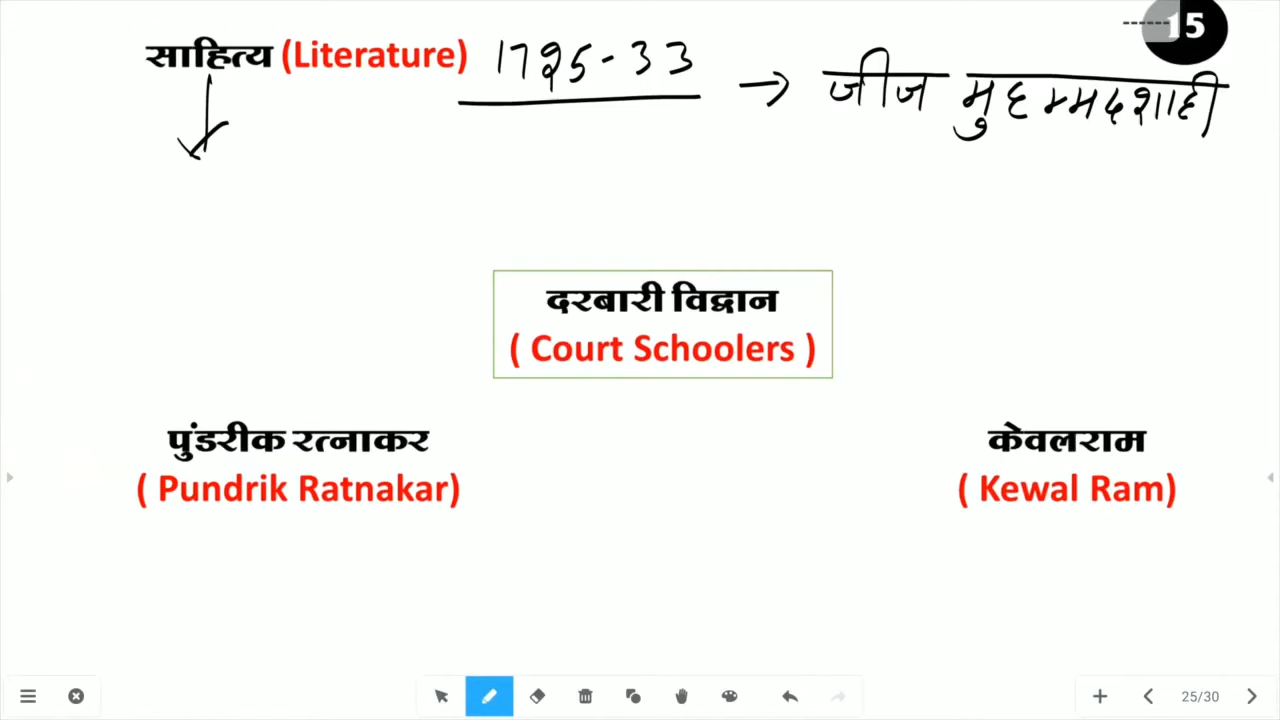 15
साहित्य (Literature) 1725-33 → जीज मुहम्मदशाही
दरबारी विद्वान
( Court Schoolers )
पुंडरीक रत्नाकर
( Pundrik Ratnakar)
केवलराम
( Kewal Ram)
25/30